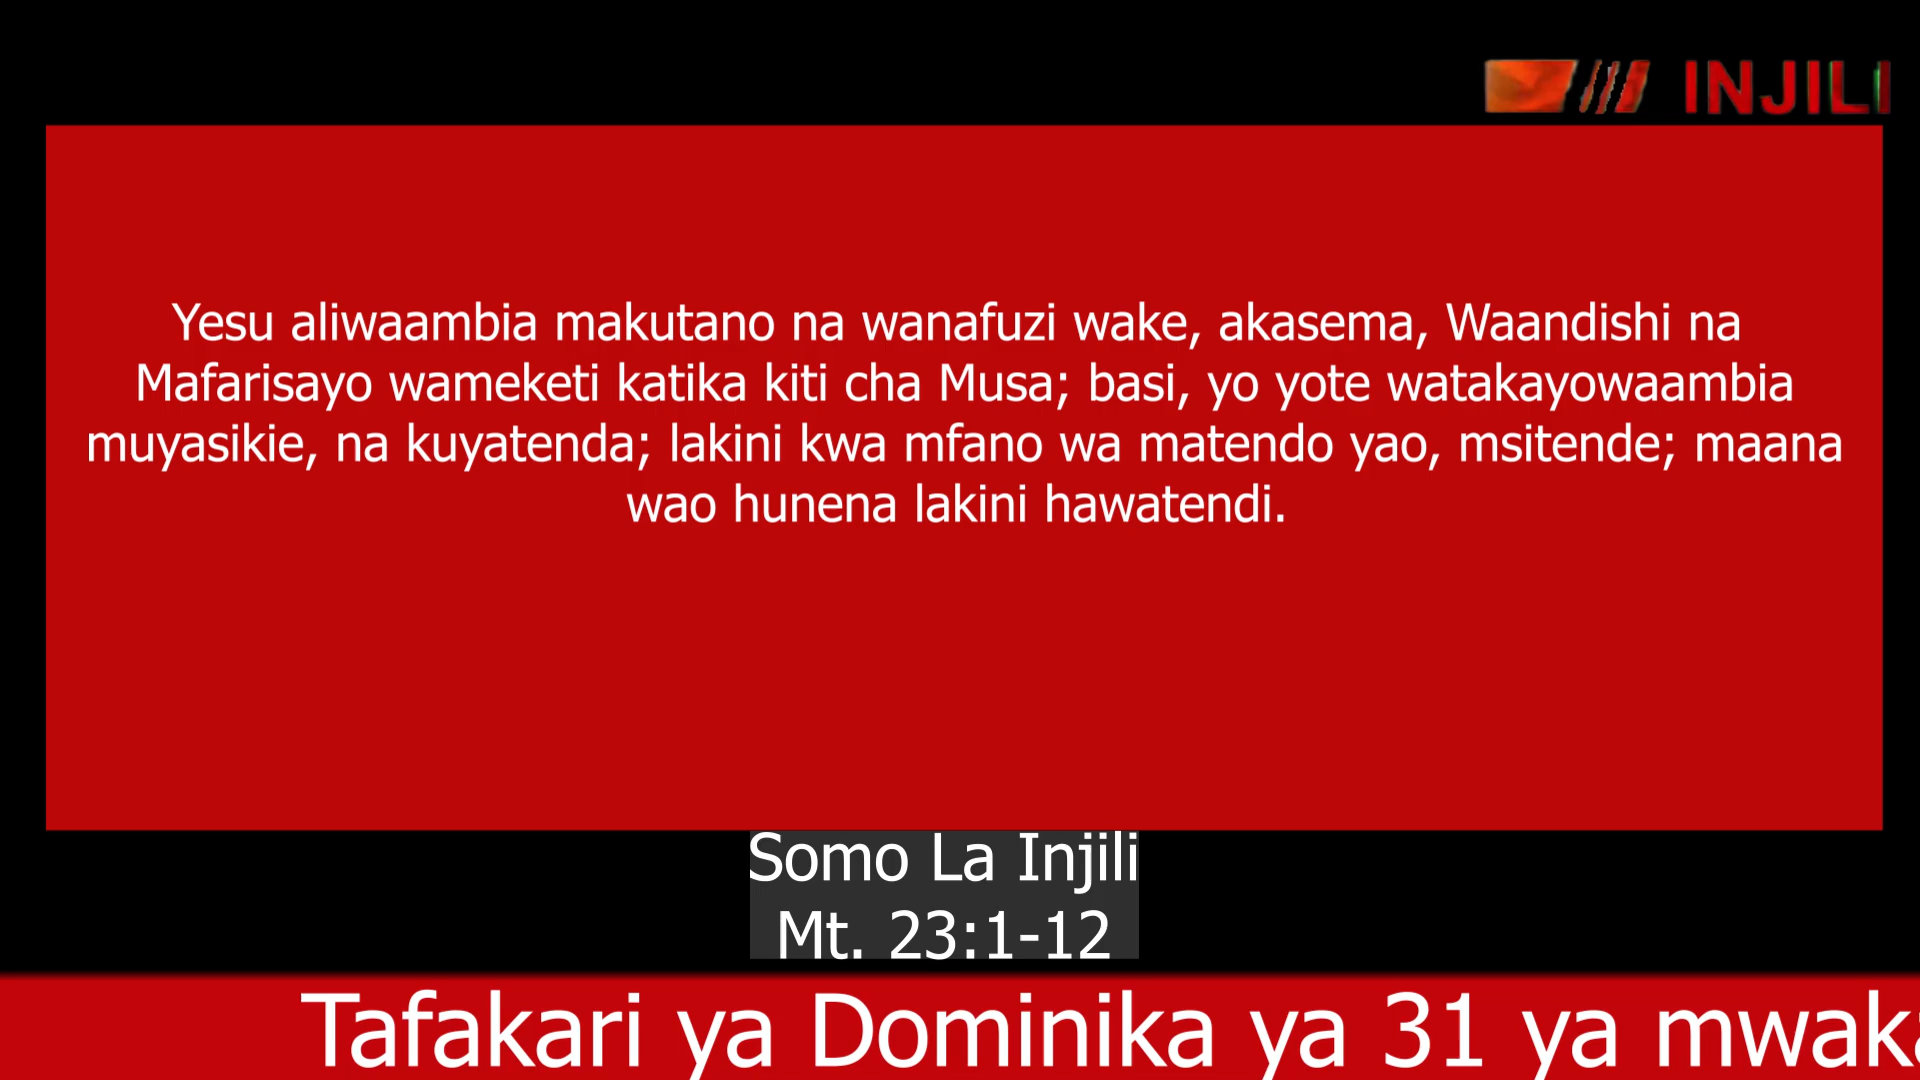 INJILI
Yesu aliwaambia makutano na wanafuzi wake, akasema, Waandishi na
Mafarisayo wameketi katika kiti cha Musa; basi, yo yote watakayowaambia
muyasikie, na kuyatenda; lakini kwa mfano wa matendo yao, msitende; maana
wao hunena lakini hawatendi.
Somo La Injili
Mt. 23:1-12
Tafakari ya Dominika ya 31 ya